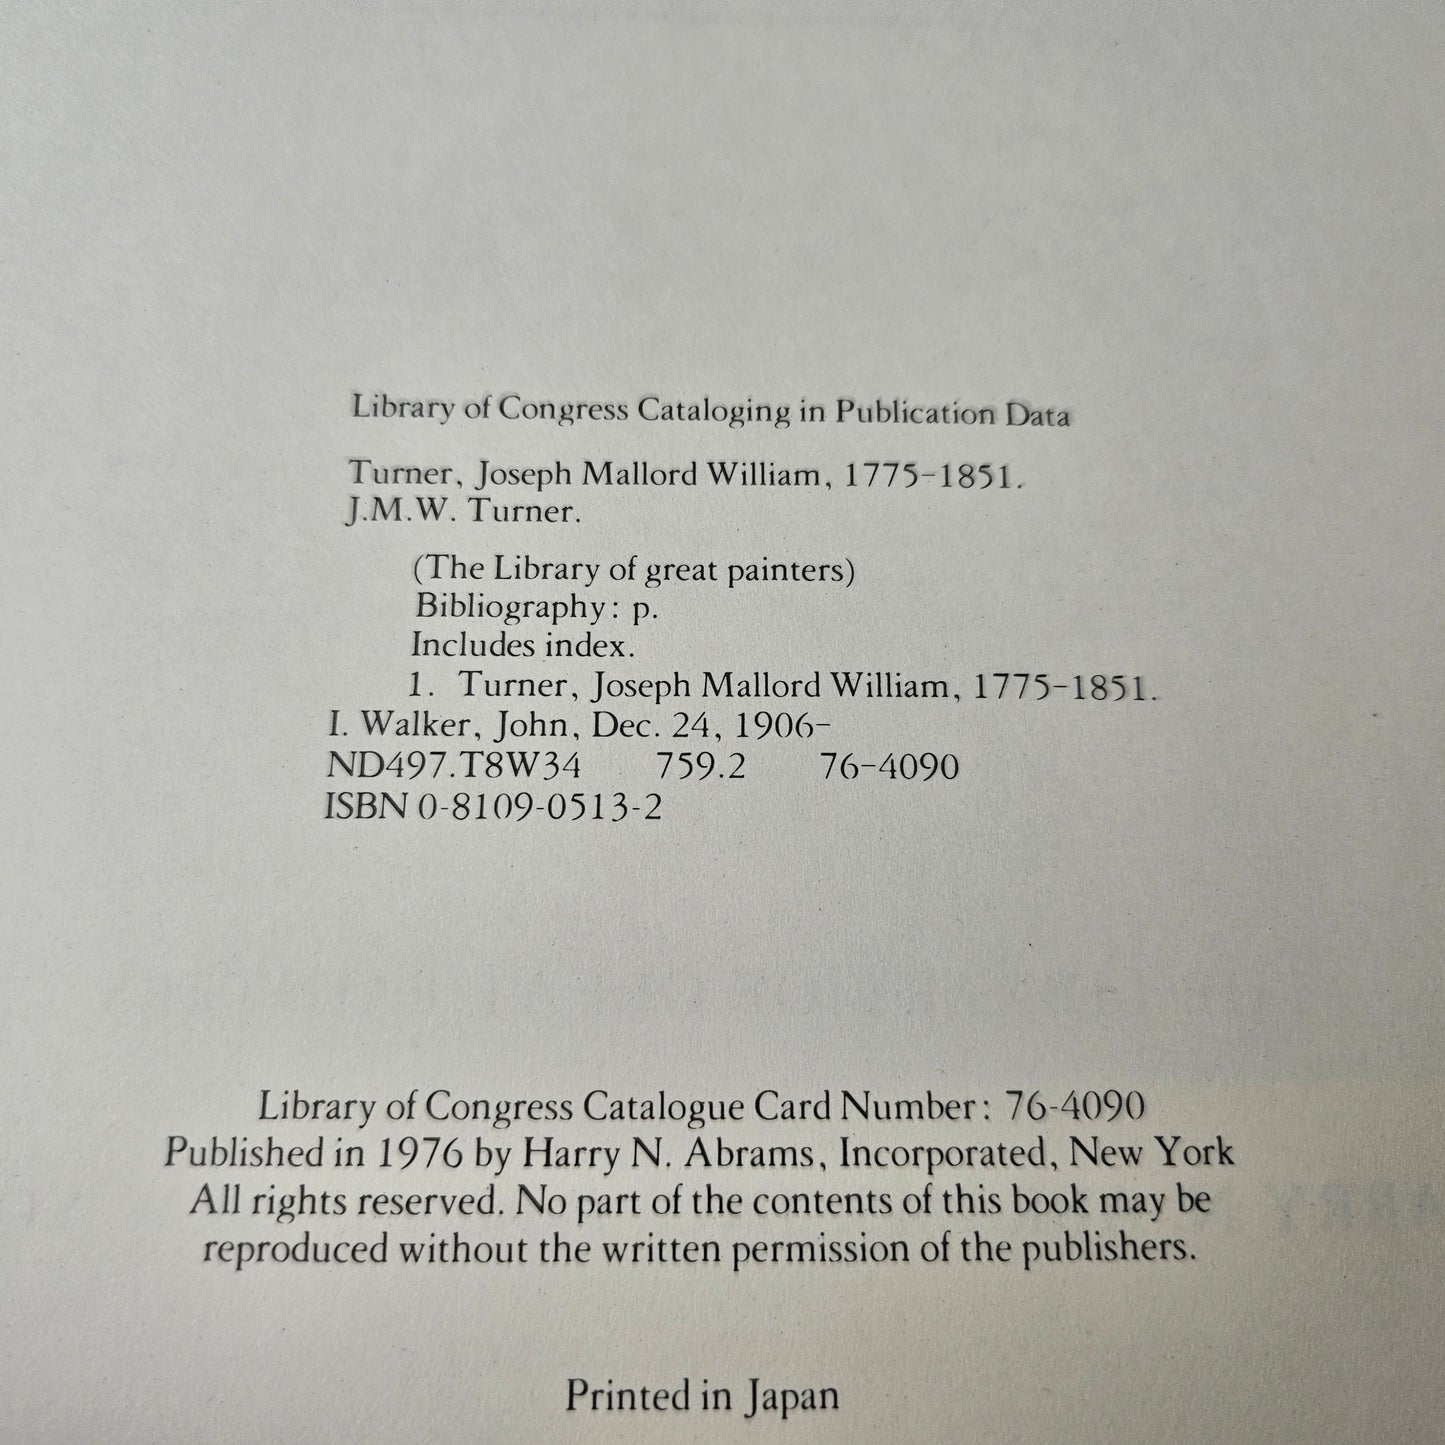 Library of Congress Cataloging in Publication Data
Turner, Joseph Mallord William, 1775–1851.
J.M.W. Turner.
(The Library of great painters)
Bibliography: p.
Includes index.
1. Turner, Joseph Mallord William, 1775–1851.
I. Walker, John, Dec. 24, 1906–
ND497.T8W34 759.2 76–4090
ISBN 0-8109-0513-2
Library of Congress Catalogue Card Number: 76-4090
Published in 1976 by Harry N. Abrams, Incorporated, New York
All rights reserved. No part of the contents of this book may be
reproduced without the written permission of the publishers.
Printed in Japan